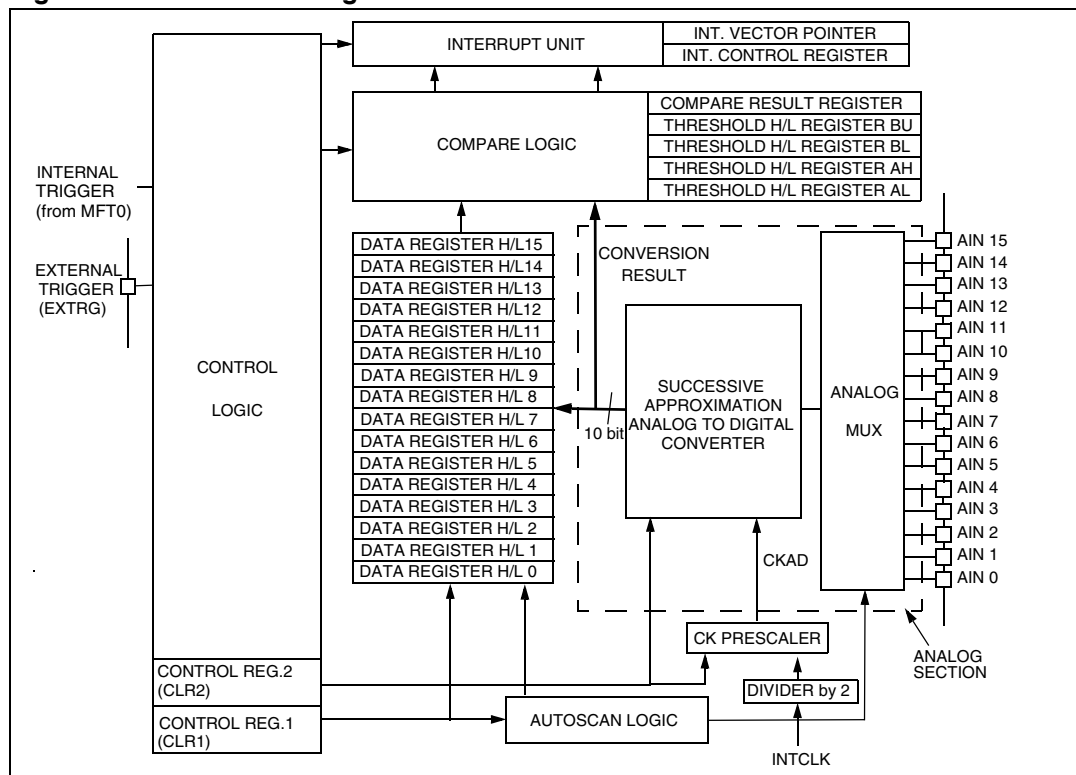 INTERRUPT UNIT
INT. VECTOR POINTER
INT. CONTROL REGISTER
COMPARE LOGIC
COMPARE RESULT REGISTER
THRESHOLD H/L REGISTER BU
THRESHOLD H/L REGISTER BL
THRESHOLD H/L REGISTER AH
THRESHOLD H/L REGISTER AL
INTERNAL
TRIGGER
(from MFT0)
EXTERNAL
TRIGGER
(EXTRG)
CONTROL
LOGIC
CONTROL REG.2
(CLR2)
CONTROL REG.1
(CLR1)
DATA REGISTER H/L15
DATA REGISTER H/L14
DATA REGISTER H/L13
DATA REGISTER H/L12
DATA REGISTER H/L11
DATA REGISTER H/L10
DATA REGISTER H/L 9
DATA REGISTER H/L 8
DATA REGISTER H/L 7
DATA REGISTER H/L 6
DATA REGISTER H/L 5
DATA REGISTER H/L 4
DATA REGISTER H/L 3
DATA REGISTER H/L 2
DATA REGISTER H/L 1
DATA REGISTER H/L 0
CONVERSION
RESULT
10 bit
SUCCESSIVE
APPROXIMATION
ANALOG TO DIGITAL
CONVERTER
ANALOG
MUX
AIN 15
AIN 14
AIN 13
AIN 12
AIN 11
AIN 10
AIN 9
AIN 8
AIN 7
AIN 6
AIN 5
AIN 4
AIN 3
AIN 2
AIN 1
AIN 0
CKAD
CK PRESCALER
ANALOG
SECTION
DIVIDER by 2
AUTOSCAN LOGIC
INTCLK